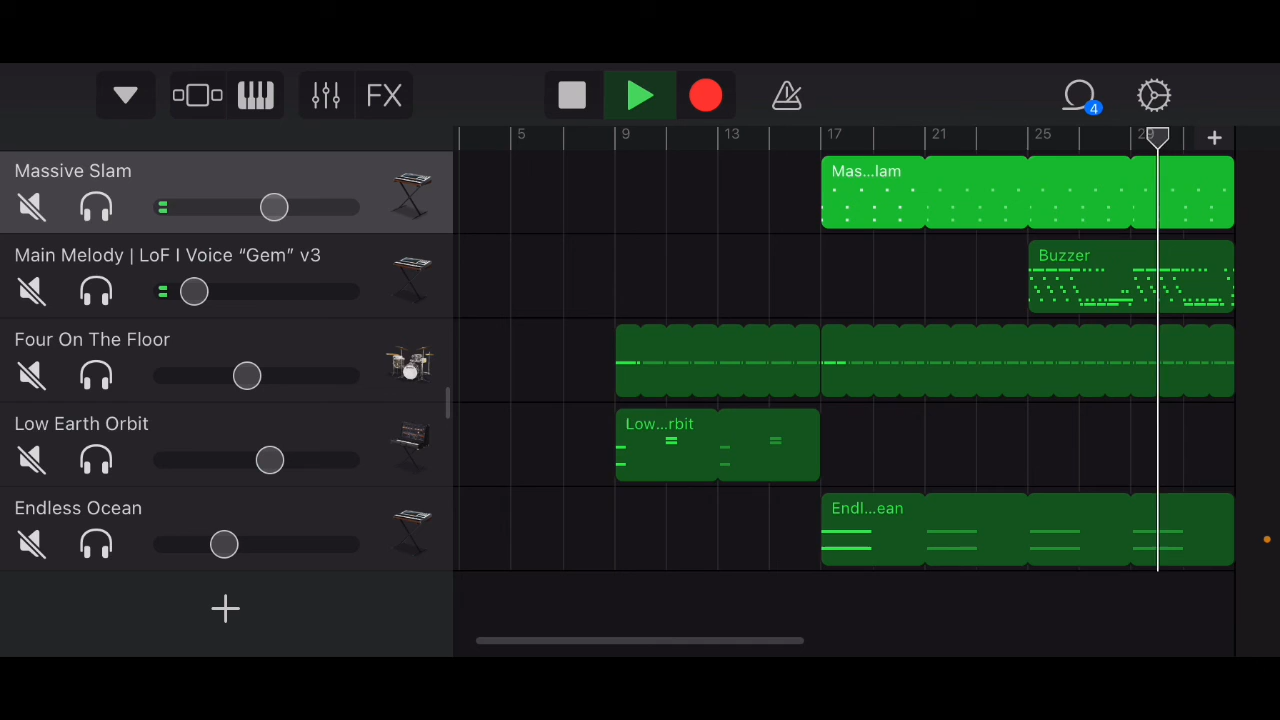 FX
4
5 9 13 17 21 25 29
Massive Slam
Mas...lam
Main Melody | LoF I Voice “Gem” v3
Buzzer
Four On The Floor
Low Earth Orbit
Low...rbit
Endless Ocean
Endl...ean